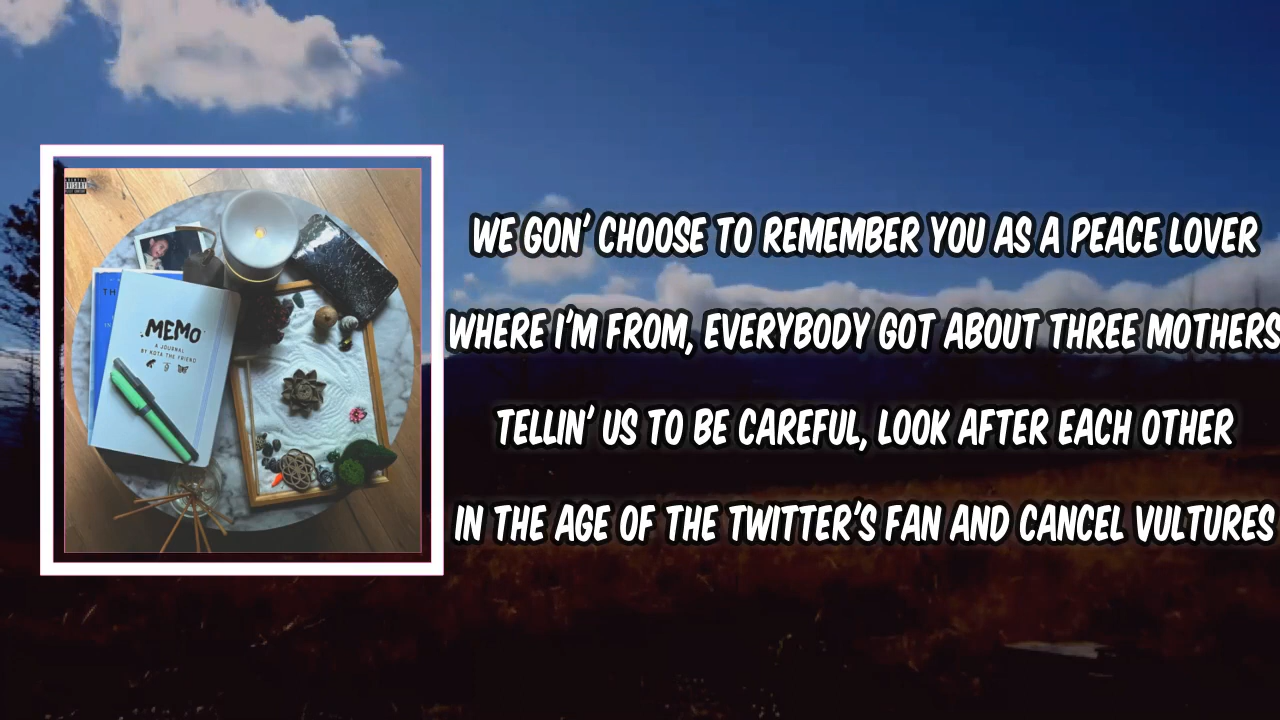 WE GON' CHOOSE TO REMEMBER YOU AS A PEACE LOVER
WHERE I'M FROM, EVERYBODY GOT ABOUT THREE MOTHERS
TELLIN' US TO BE CAREFUL, LOOK AFTER EACH OTHER
IN THE AGE OF THE TWITTER'S FAN AND CANCEL VULTURES
MEMO
A JOURNAL
BY KOTA THE FRIEND
TH